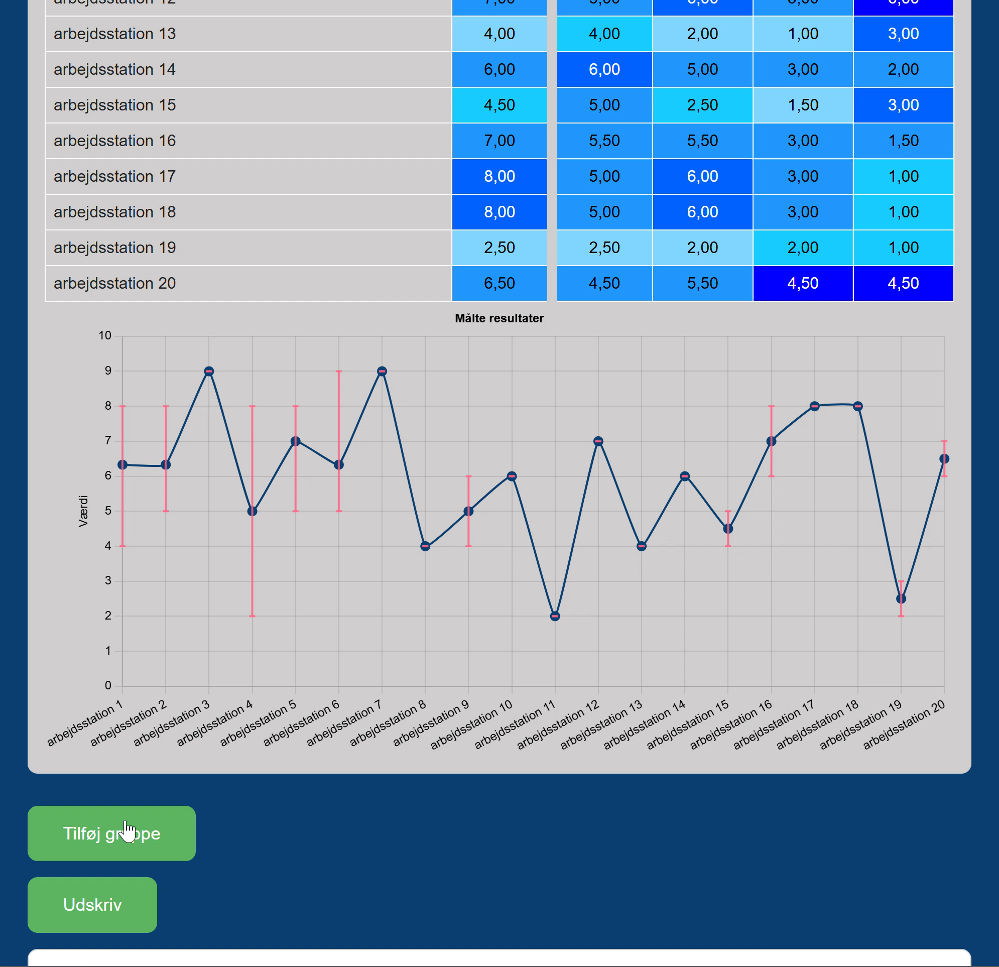 arbejdsstation 12 7,00
arbejdsstation 13 4,00 4,00 2,00 1,00 3,00
arbejdsstation 14 6,00 6,00 5,00 3,00 2,00
arbejdsstation 15 4,50 5,00 2,50 1,50 3,00
arbejdsstation 16 7,00 5,50 5,50 3,00 1,50
arbejdsstation 17 8,00 5,00 6,00 3,00 1,00
arbejdsstation 18 8,00 5,00 6,00 3,00 1,00
arbejdsstation 19 2,50 2,50 2,00 2,00 1,00
arbejdsstation 20 6,50 4,50 5,50 4,50 4,50
Målte resultater
10
9
8
7
6
5
4
3
2
1
0
Værdi
arbejdsstation 1
arbejdsstation 2
arbejdsstation 3
arbejdsstation 4
arbejdsstation 5
arbejdsstation 6
arbejdsstation 7
arbejdsstation 8
arbejdsstation 9
arbejdsstation 10
arbejdsstation 11
arbejdsstation 12
arbejdsstation 13
arbejdsstation 14
arbejdsstation 15
arbejdsstation 16
arbejdsstation 17
arbejdsstation 18
arbejdsstation 19
arbejdsstation 20
Tilføj gruppe
Udskriv